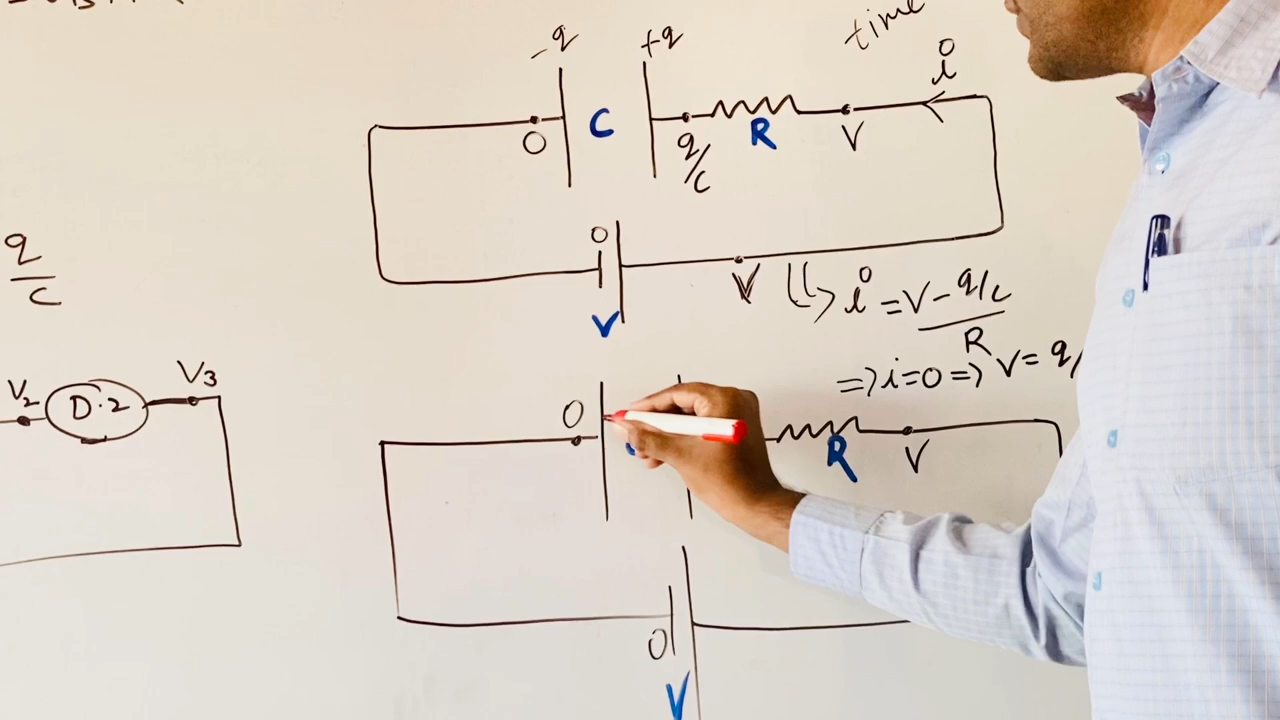 time
-q +q i
C R
O q/c V
q/c
O V
V
i = V - q/c / R
=> i=0 => V= q/
V2 D.2 V3
O R V
O
V